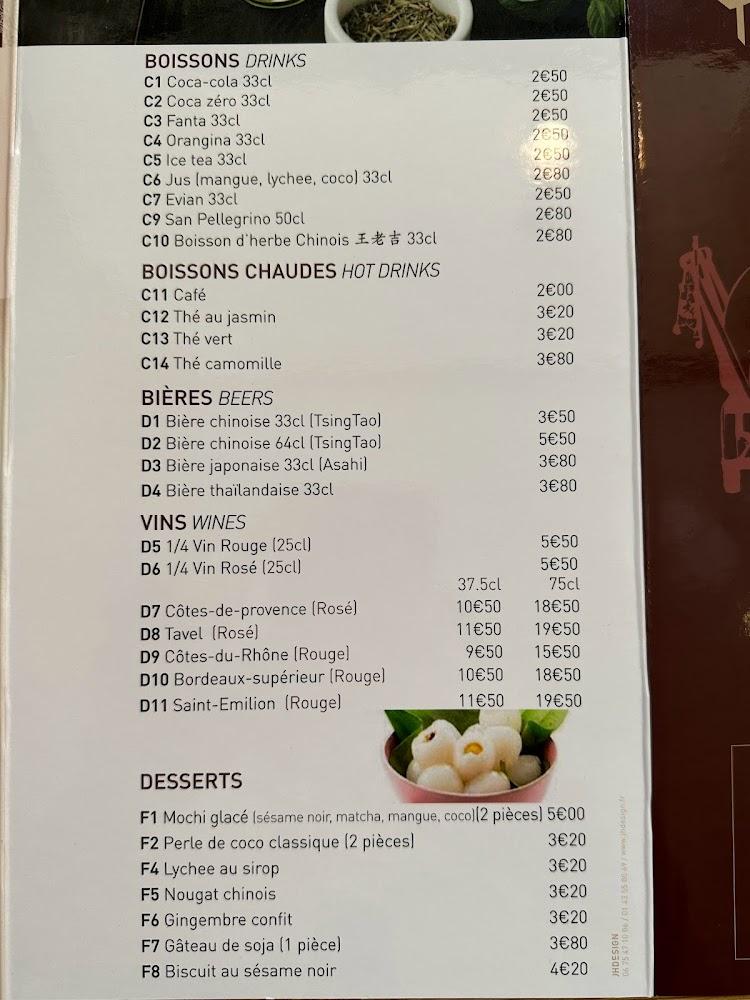 BOISSONS DRINKS
C1 Coca-cola 33cl 2€50
C2 Coca zéro 33cl 2€50
C3 Fanta 33cl 2€50
C4 Orangina 33cl 2€50
C5 Ice tea 33cl 2€50
C6 Jus (mangue, lychee, coco) 33cl 2€80
C7 Evian 33cl 2€50
C9 San Pellegrino 50cl 2€80
C10 Boisson d'herbe Chinois 王老吉 33cl 2€80
BOISSONS CHAUDES HOT DRINKS
C11 Café 2€00
C12 Thé au jasmin 3€20
C13 Thé vert 3€20
C14 Thé camomille 3€80
BIÈRES BEERS
D1 Bière chinoise 33cl (TsingTao) 3€50
D2 Bière chinoise 64cl (TsingTao) 5€50
D3 Bière japonaise 33cl (Asahi) 3€80
D4 Bière thaïlandaise 33cl 3€80
VINS WINES
D5 1/4 Vin Rouge (25cl) 5€50
D6 1/4 Vin Rosé (25cl) 5€50
37.5cl 75cl
D7 Côtes-de-provence (Rosé) 10€50 18€50
D8 Tavel (Rosé) 11€50 19€50
D9 Côtes-du-Rhône (Rouge) 9€50 15€50
D10 Bordeaux-supérieur (Rouge) 10€50 18€50
D11 Saint-Emilion (Rouge) 11€50 19€50
DESSERTS
F1 Mochi glacé (sésame noir, matcha, mangue, coco)(2 pièces) 5€00
F2 Perle de coco classique (2 pièces) 3€20
F4 Lychee au sirop 3€20
F5 Nougat chinois 3€20
F6 Gingembre confit 3€20
F7 Gâteau de soja (1 pièce) 3€80
F8 Biscuit au sésame noir 4€20
JHDESIGN
www.jhdesign.fr